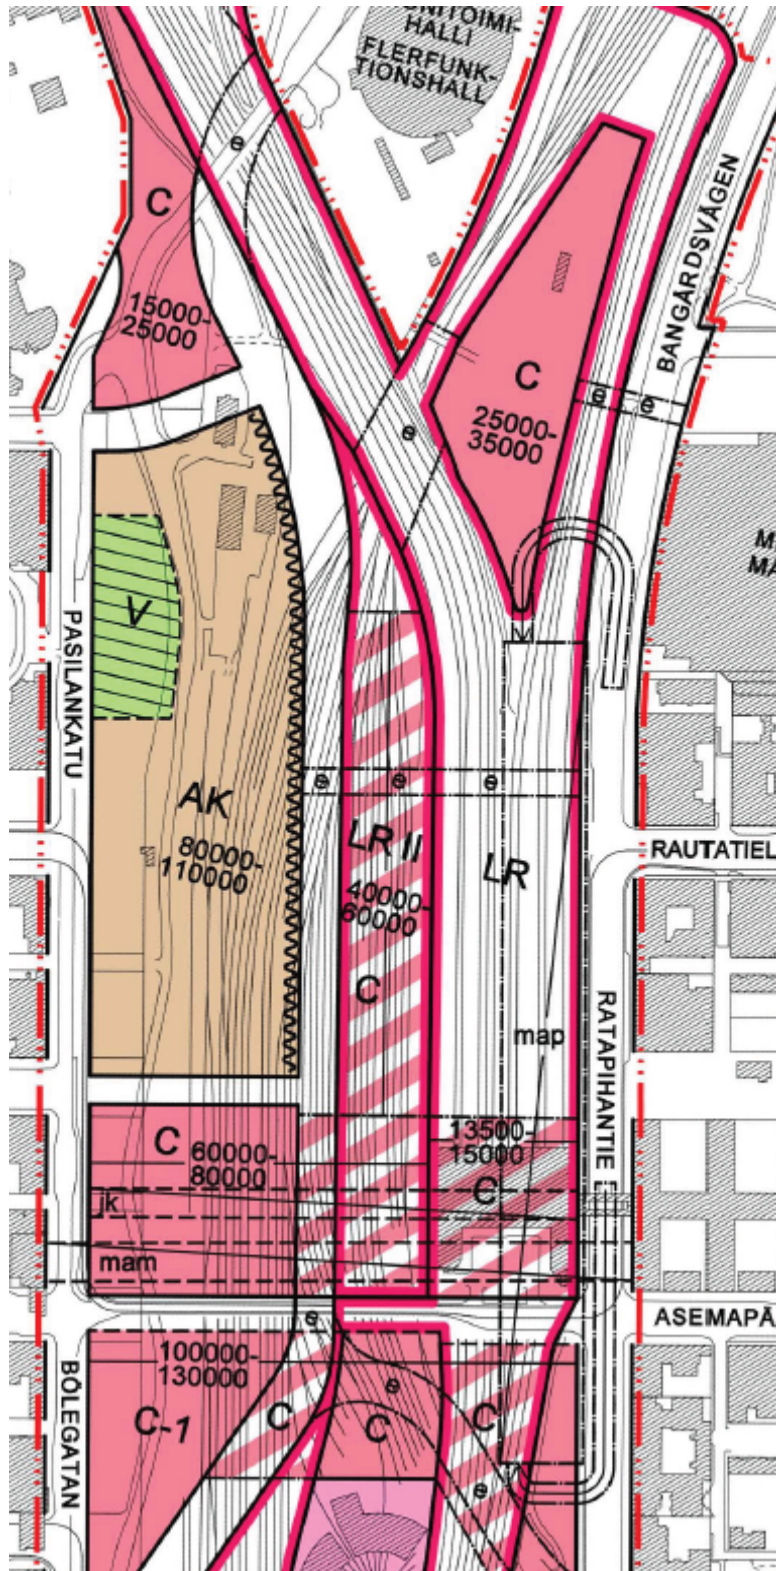 HALLI
FLERFUNK-
TIONSHALL
BANGÅRDSVÄGEN
e
C
15000-
25000
C
25000-
35000
e
e
e
V
PASILANKATU
AK
80000-
110000
e
e
e
LR II
40000-
60000
LR
RAUTATIEL
C
map
RATAPIHANTIE
C
60000-
80000
13500-
15000
C
jk
mam
e
ASEMAPÄ
100000-
130000
e
C-1
C
C
C
BÖLEGATAN
e